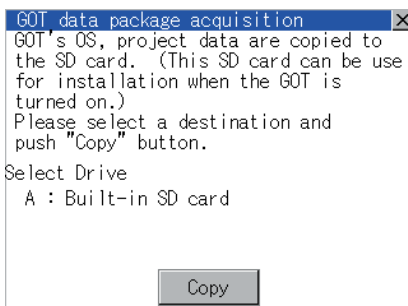 GOT data package acquisition
GOT's OS, project data are copied to
the SD card. (This SD card can be use
for installation when the GOT is
turned on.)
Please select a destination and
push "Copy" button.
Select Drive
A : Built-in SD card
Copy